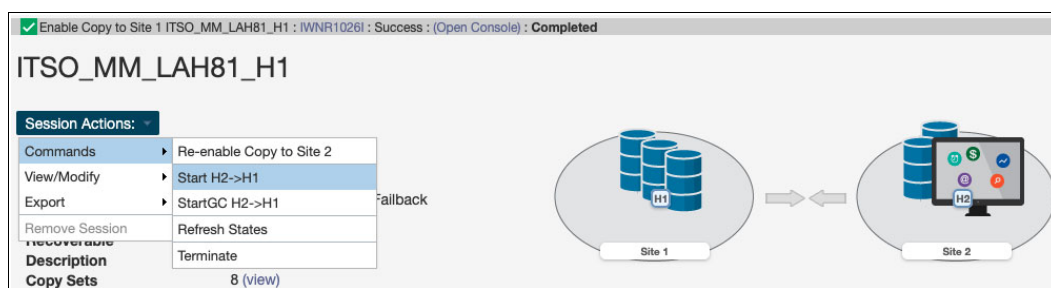 Enable Copy to Site 1 ITSO_MM_LAH81_H1 : IWNR1026I : Success : (Open Console) : Completed
ITSO_MM_LAH81_H1
Session Actions:
Commands
Re-enable Copy to Site 2
View/Modify
Start H2->H1
Export
StartGC H2->H1
Failback
Remove Session
Refresh States
Recoverable
Terminate
Description
Copy Sets
8 (view)
H1
Site 1
$
@
H2
Site 2